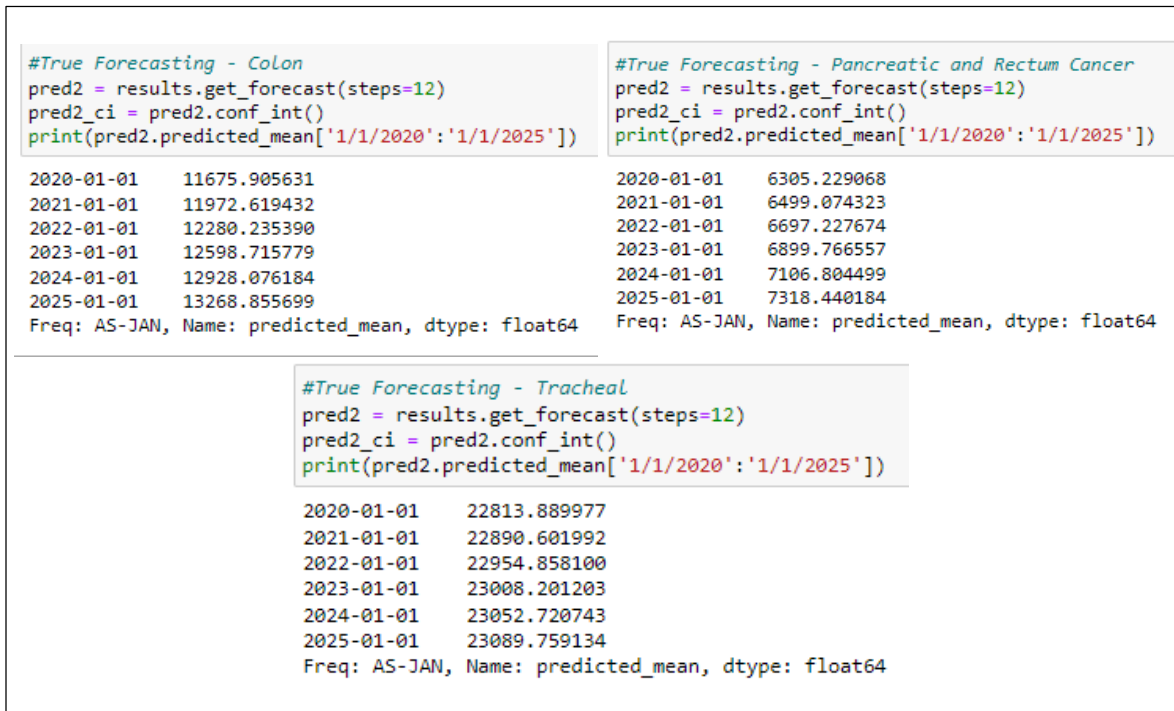 #True Forecasting - Colon
pred2 = results.get_forecast(steps=12)
pred2_ci = pred2.conf_int()
print(pred2.predicted_mean['1/1/2020':'1/1/2025'])
2020-01-01    11675.905631
2021-01-01    11972.619432
2022-01-01    12280.235390
2023-01-01    12598.715779
2024-01-01    12928.076184
2025-01-01    13268.855699
Freq: AS-JAN, Name: predicted_mean, dtype: float64
#True Forecasting - Pancreatic and Rectum Cancer
pred2 = results.get_forecast(steps=12)
pred2_ci = pred2.conf_int()
print(pred2.predicted_mean['1/1/2020':'1/1/2025'])
2020-01-01    6305.229068
2021-01-01    6499.074323
2022-01-01    6697.227674
2023-01-01    6899.766557
2024-01-01    7106.804499
2025-01-01    7318.440184
Freq: AS-JAN, Name: predicted_mean, dtype: float64
#True Forecasting - Tracheal
pred2 = results.get_forecast(steps=12)
pred2_ci = pred2.conf_int()
print(pred2.predicted_mean['1/1/2020':'1/1/2025'])
2020-01-01    22813.889977
2021-01-01    22890.601992
2022-01-01    22954.858100
2023-01-01    23008.201203
2024-01-01    23052.720743
2025-01-01    23089.759134
Freq: AS-JAN, Name: predicted_mean, dtype: float64